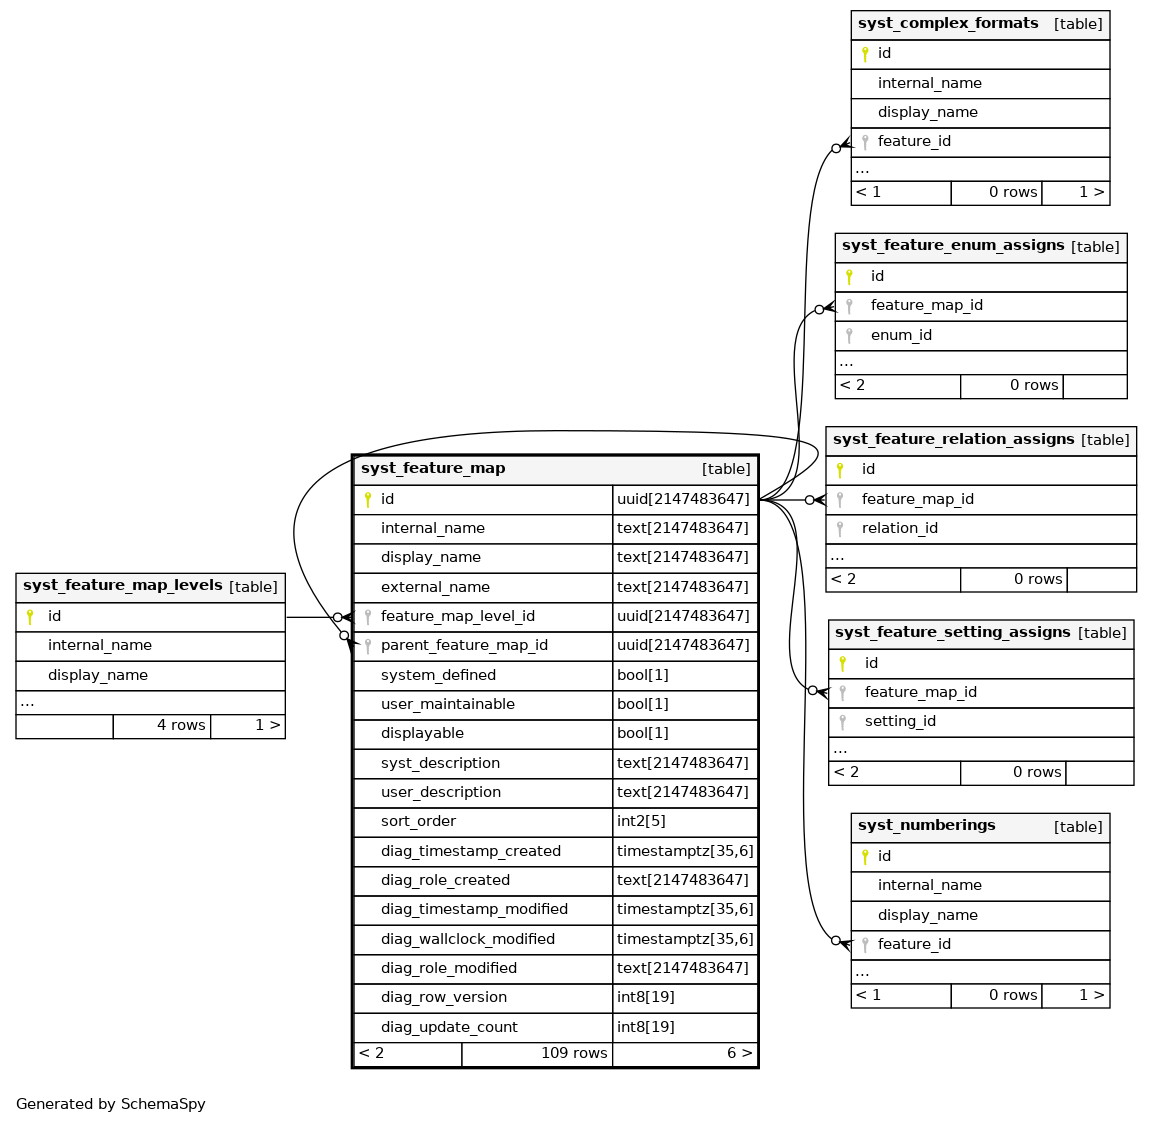 syst_complex_formats [table]
id
internal_name
display_name
feature_id
...
< 1 0 rows 1 >
syst_feature_enum_assigns [table]
id
feature_map_id
enum_id
...
< 2 0 rows
syst_feature_relation_assigns [table]
id
feature_map_id
relation_id
...
< 2 0 rows
syst_feature_setting_assigns [table]
id
feature_map_id
setting_id
...
< 2 0 rows
syst_numberings [table]
id
internal_name
display_name
feature_id
...
< 1 0 rows 1 >
syst_feature_map [table]
id uuid[2147483647]
internal_name text[2147483647]
display_name text[2147483647]
external_name text[2147483647]
feature_map_level_id uuid[2147483647]
parent_feature_map_id uuid[2147483647]
system_defined bool[1]
user_maintainable bool[1]
displayable bool[1]
syst_description text[2147483647]
user_description text[2147483647]
sort_order int2[5]
diag_timestamp_created timestamptz[35,6]
diag_role_created text[2147483647]
diag_timestamp_modified timestamptz[35,6]
diag_wallclock_modified timestamptz[35,6]
diag_role_modified text[2147483647]
diag_row_version int8[19]
diag_update_count int8[19]
< 2 109 rows 6 >
syst_feature_map_levels [table]
id
internal_name
display_name
...
4 rows 1 >
Generated by SchemaSpy